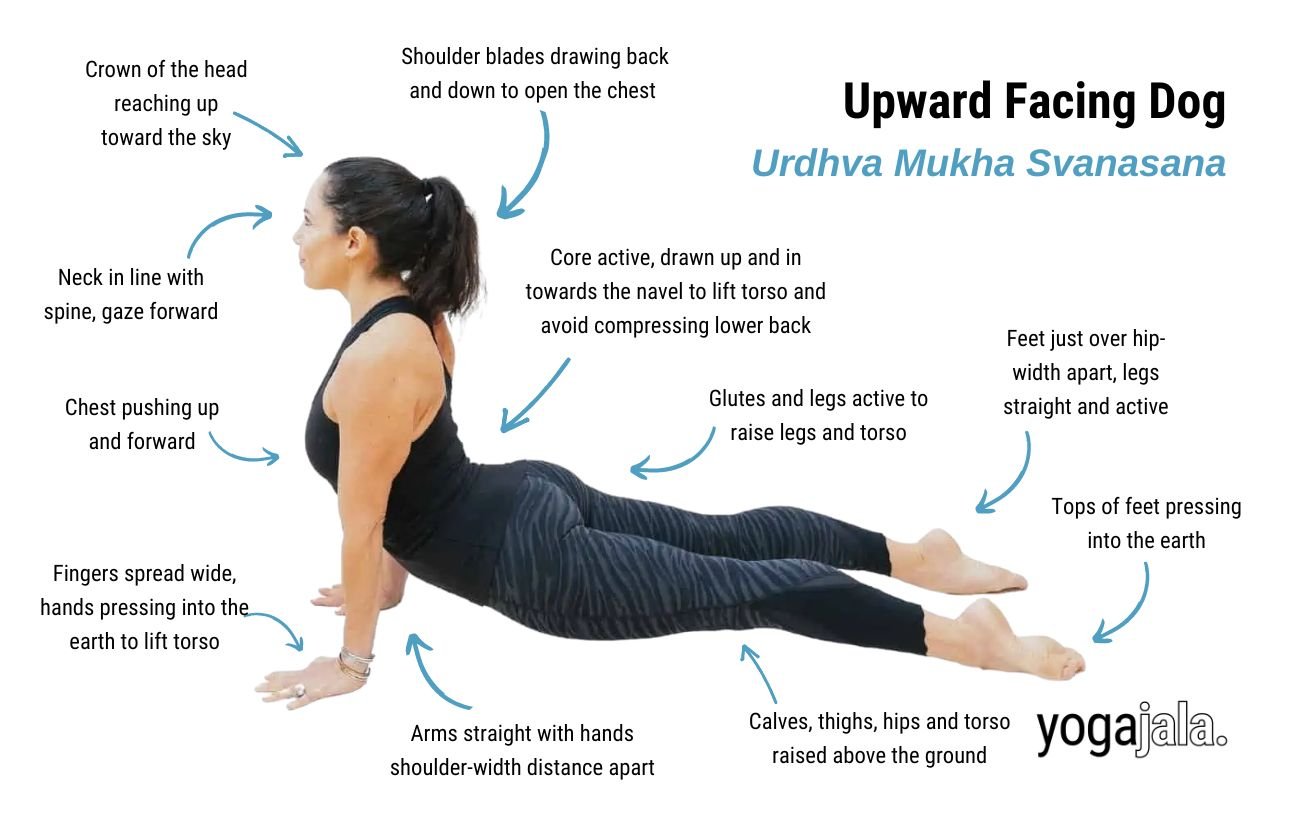 Upward Facing Dog
Urdhva Mukha Svanasana
Crown of the head
reaching up
toward the sky
Shoulder blades drawing back
and down to open the chest
Neck in line with
spine, gaze forward
Core active, drawn up and in
towards the navel to lift torso and
avoid compressing lower back
Feet just over hip-
width apart, legs
straight and active
Chest pushing up
and forward
Glutes and legs active to
raise legs and torso
Tops of feet pressing
into the earth
Fingers spread wide,
hands pressing into the
earth to lift torso
Arms straight with hands
shoulder-width distance apart
Calves, thighs, hips and torso
raised above the ground
yogajala.